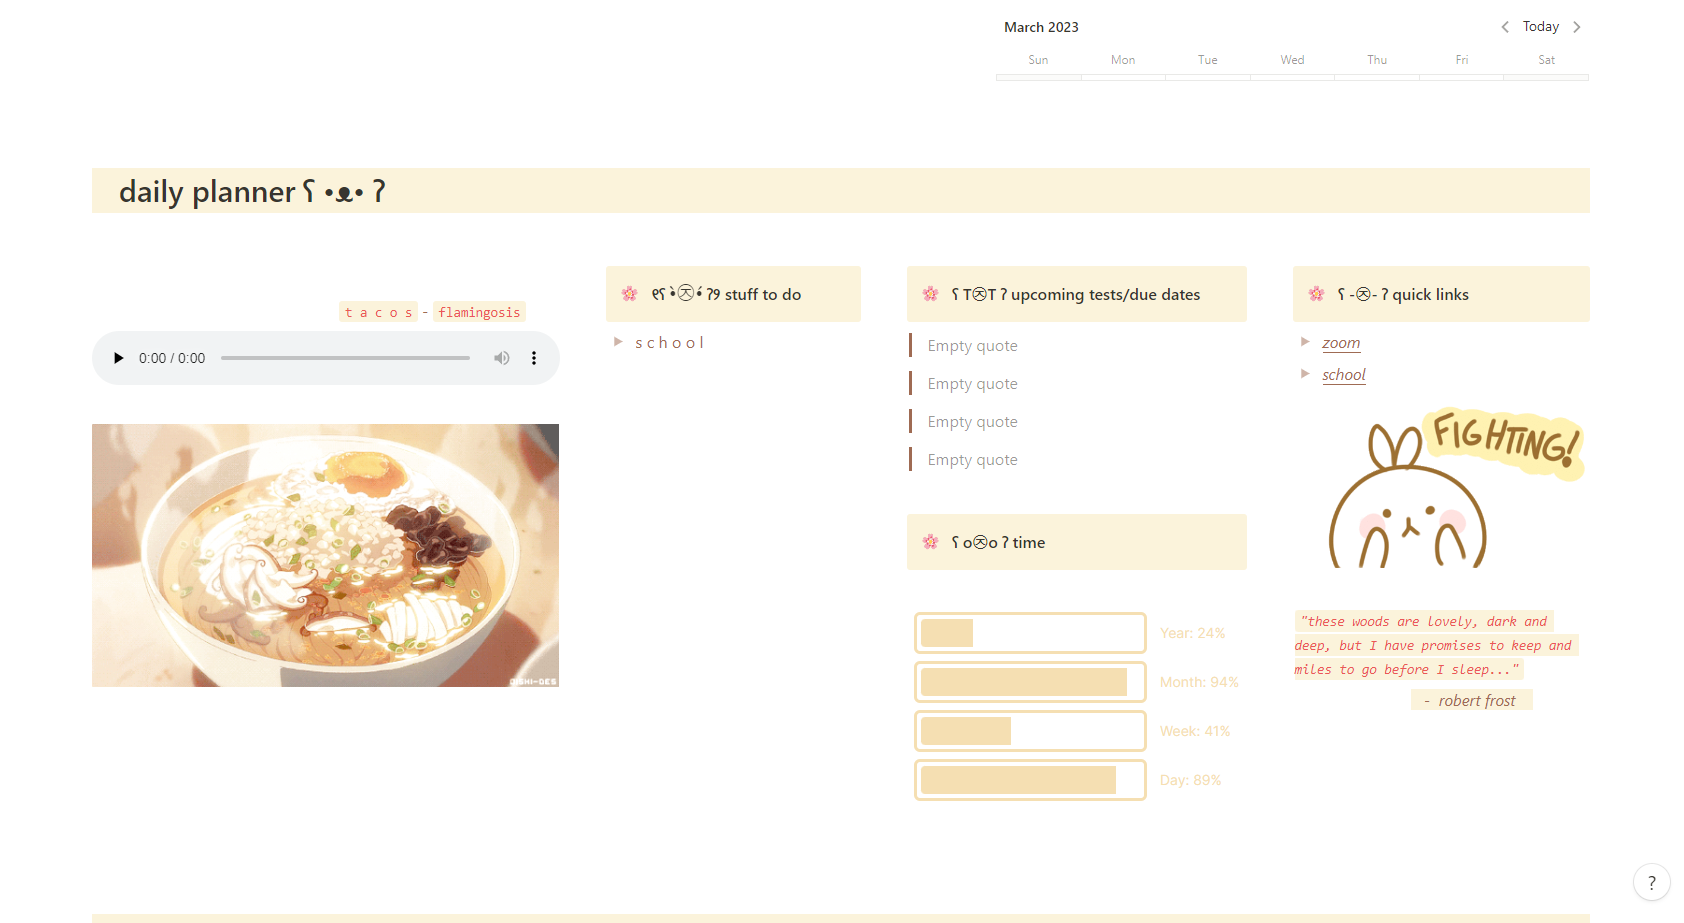 March 2023
Today
Sun Mon Tue Wed Thu Fri Sat
daily planner ʕ •ᴥ• ʔ
t a c o s - flamingosis
0:00 / 0:00
୧ʕ •̀㉨•́ ʔ୨ stuff to do
s c h o o l
ʕ T㉨T ʔ upcoming tests/due dates
Empty quote
Empty quote
Empty quote
Empty quote
ʕ o㉨o ʔ time
Year: 24%
Month: 94%
Week: 41%
Day: 89%
ʕ -㉨- ʔ quick links
zoom
school
FIGHTING!
"these woods are lovely, dark and
deep, but I have promises to keep and
miles to go before I sleep..."
- robert frost
?